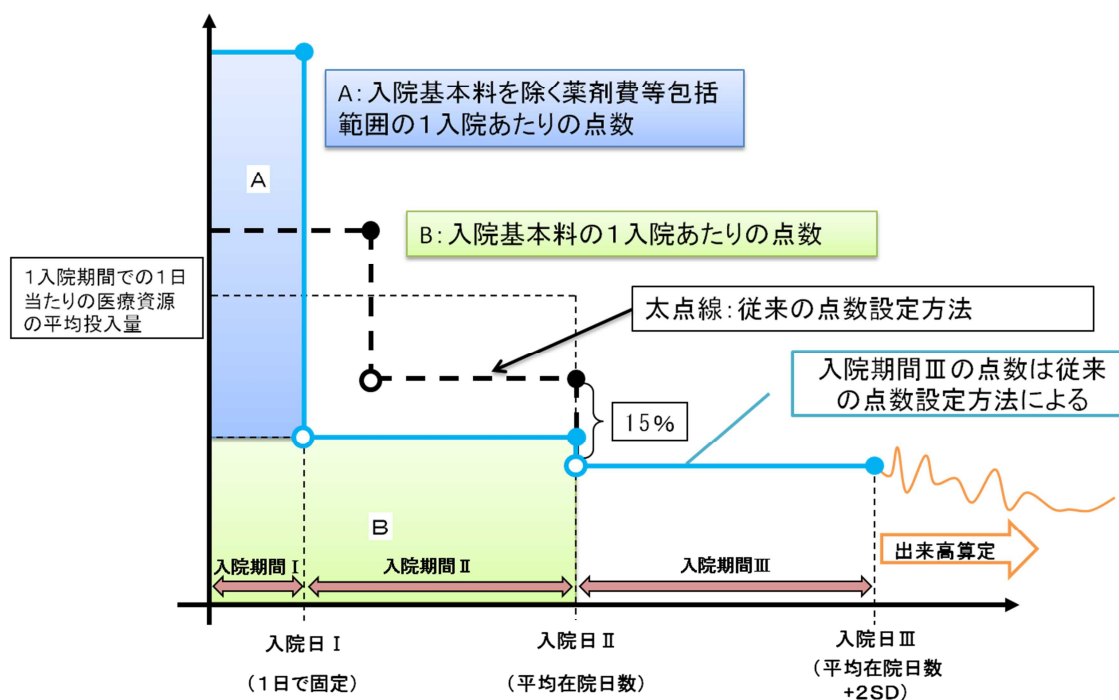 A：入院基本料を除く薬剤費等包括
範囲の１入院あたりの点数
A
B：入院基本料の１入院あたりの点数
１入院期間での１日
当たりの医療資源
の平均投入量
太点線：従来の点数設定方法
入院期間Ⅲの点数は従来
の点数設定方法による
15%
B
出来高算定
入院期間Ⅰ
入院期間Ⅱ
入院期間Ⅲ
入院日Ⅰ
（１日で固定）
入院日Ⅱ
（平均在院日数）
入院日Ⅲ
（平均在院日数
+2SD）